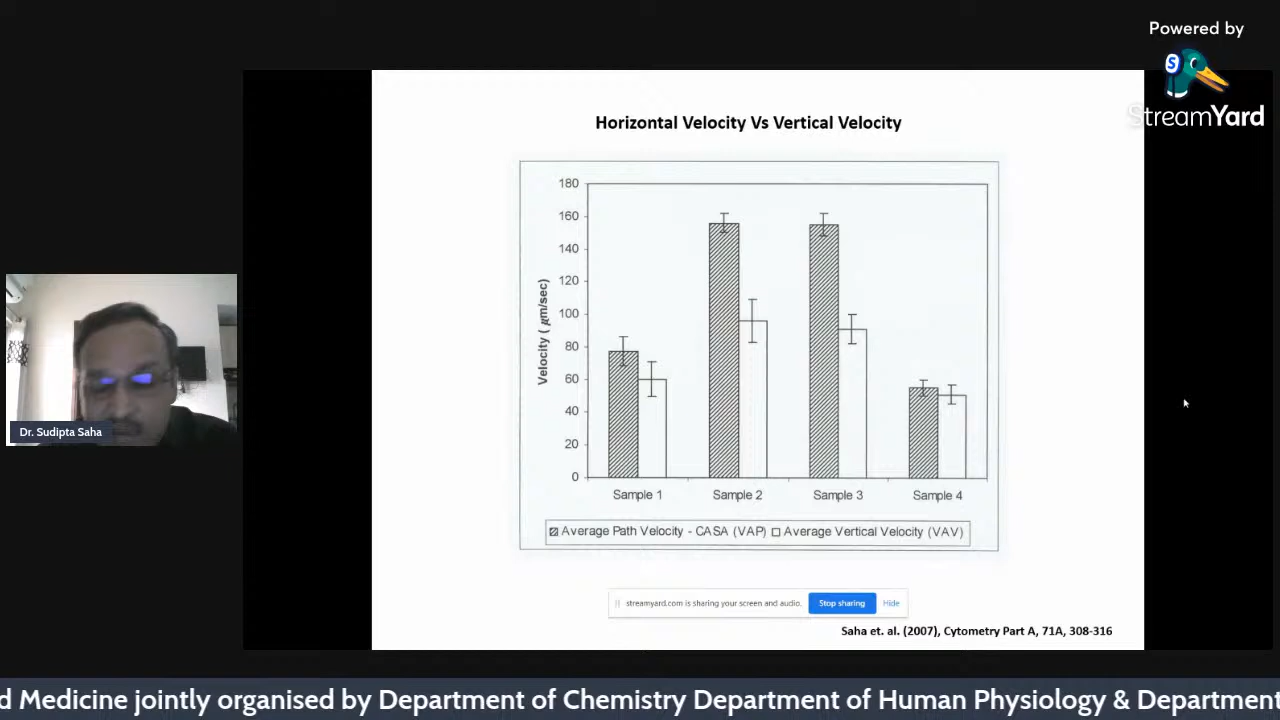 Powered by
S
StreamYard
Horizontal Velocity Vs Vertical Velocity
180
160
140
120
100
80
60
40
20
0
Velocity ( μm/sec)
Sample 1 Sample 2 Sample 3 Sample 4
Average Path Velocity - CASA (VAP) Average Vertical Velocity (VAV)
Dr. Sudipta Saha
streamyard.com is sharing your screen and audio. Stop sharing Hide
Saha et. al. (2007), Cytometry Part A, 71A, 308-316
d Medicine jointly organised by Department of Chemistry Department of Human Physiology & Department